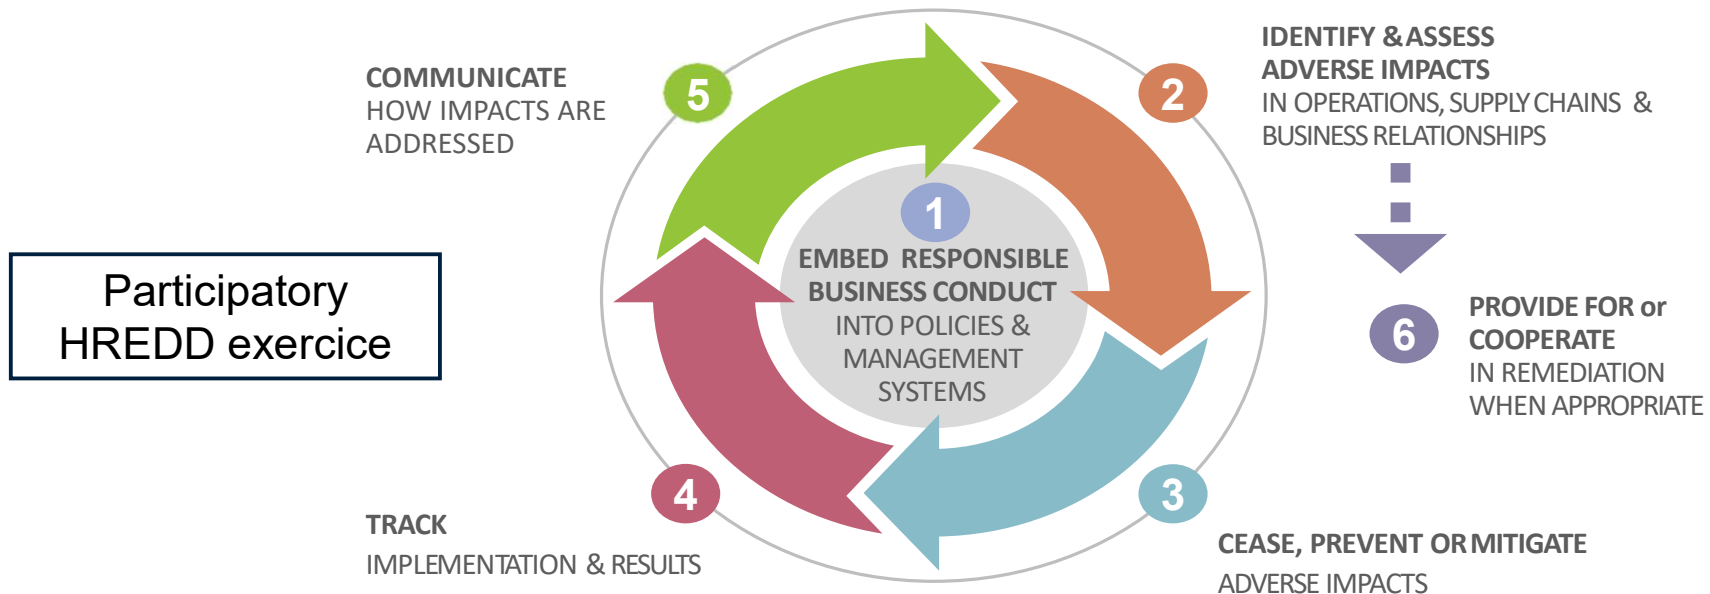 Participatory
HREDD exercice
1
EMBED RESPONSIBLE
BUSINESS CONDUCT
INTO POLICIES &
MANAGEMENT
SYSTEMS
2
IDENTIFY & ASSESS
ADVERSE IMPACTS
IN OPERATIONS, SUPPLY CHAINS &
BUSINESS RELATIONSHIPS
3
CEASE, PREVENT OR MITIGATE
ADVERSE IMPACTS
4
TRACK
IMPLEMENTATION & RESULTS
5
COMMUNICATE
HOW IMPACTS ARE
ADDRESSED
6
PROVIDE FOR or
COOPERATE
IN REMEDIATION
WHEN APPROPRIATE